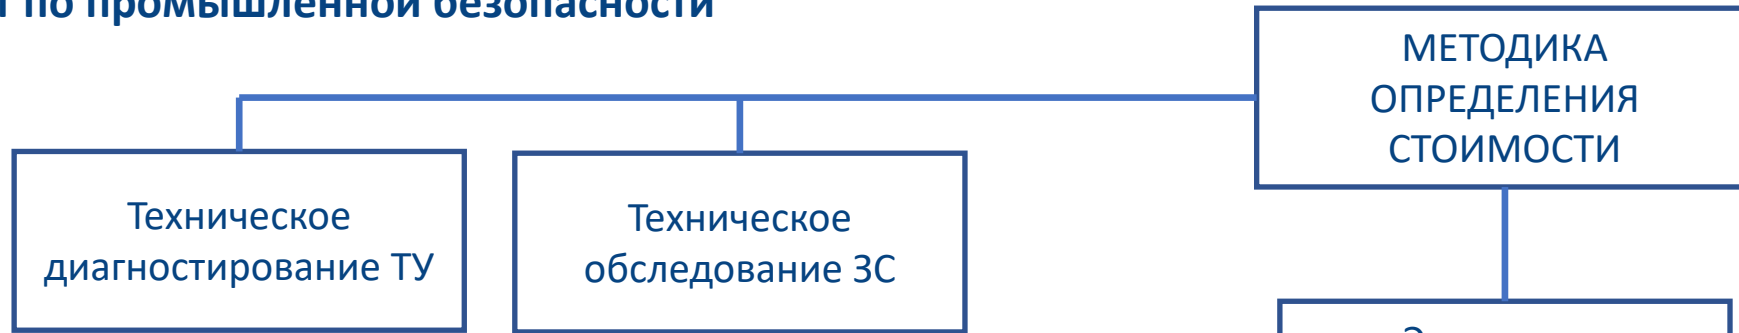 по промышленной безопасности
МЕТОДИКА
ОПРЕДЕЛЕНИЯ
СТОИМОСТИ
Техническое
диагностирование ТУ
Техническое
обследование ЗС